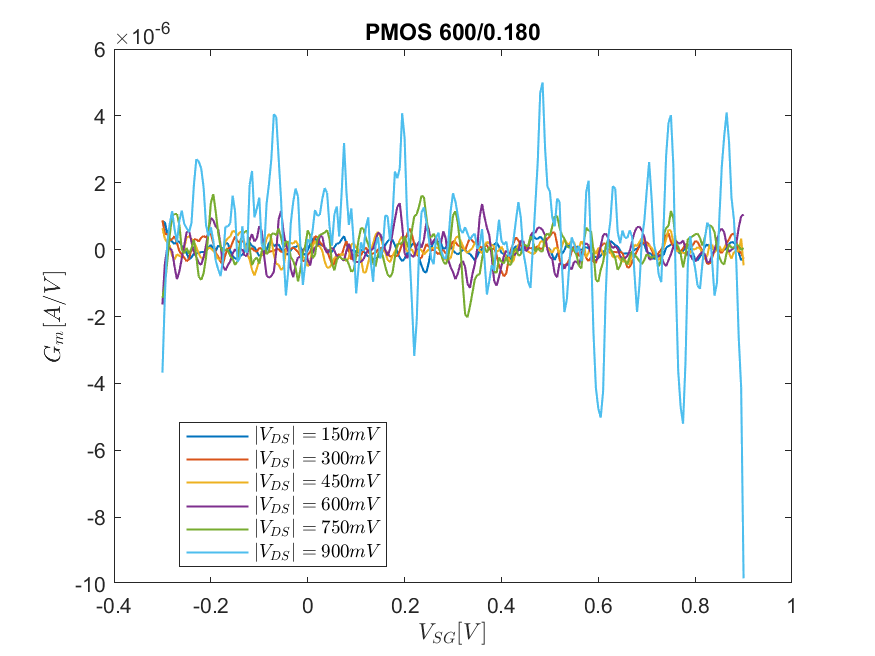 PMOS 600/0.180
×10⁻⁶
6
4
2
0
-2
-4
-6
-8
-10
G_m[A/V]
|V_DS| = 150mV
|V_DS| = 300mV
|V_DS| = 450mV
|V_DS| = 600mV
|V_DS| = 750mV
|V_DS| = 900mV
-0.4 -0.2 0 0.2 0.4 0.6 0.8 1
V_SG[V]